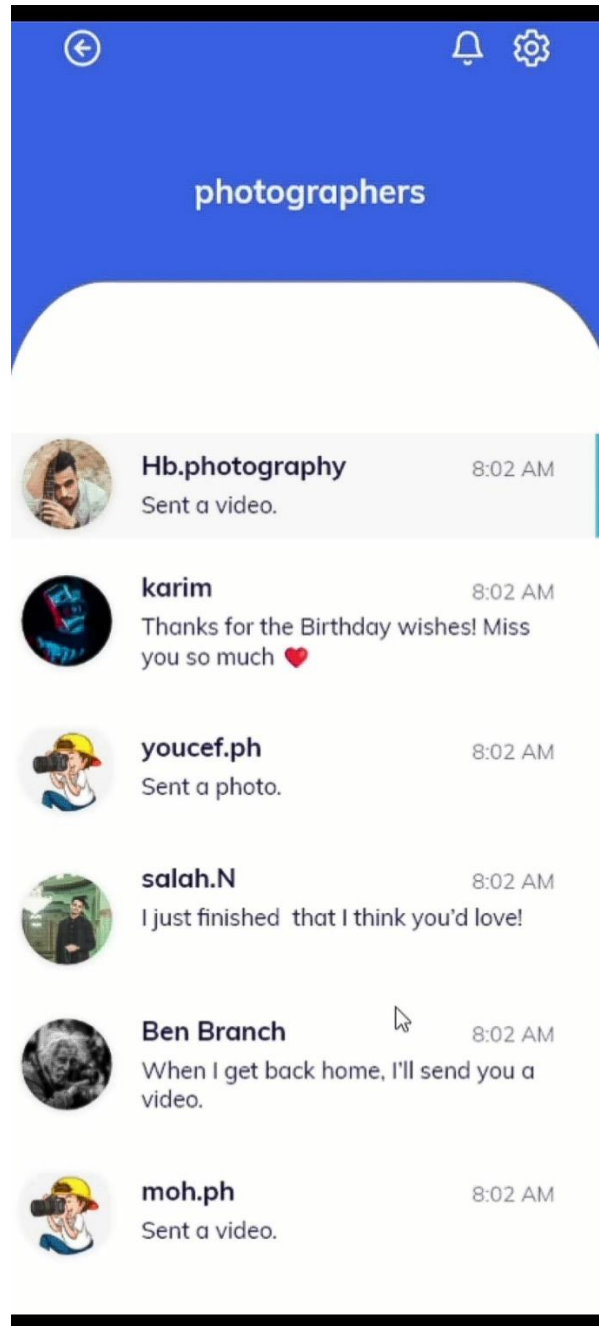 photographers
Hb.photography 8:02 AM
Sent a video.
karim 8:02 AM
Thanks for the Birthday wishes! Miss
you so much ❤️
youcef.ph 8:02 AM
Sent a photo.
salah.N 8:02 AM
I just finished  that I think you’d love!
Ben Branch 8:02 AM
When I get back home, I’ll send you a
video.
moh.ph 8:02 AM
Sent a video.